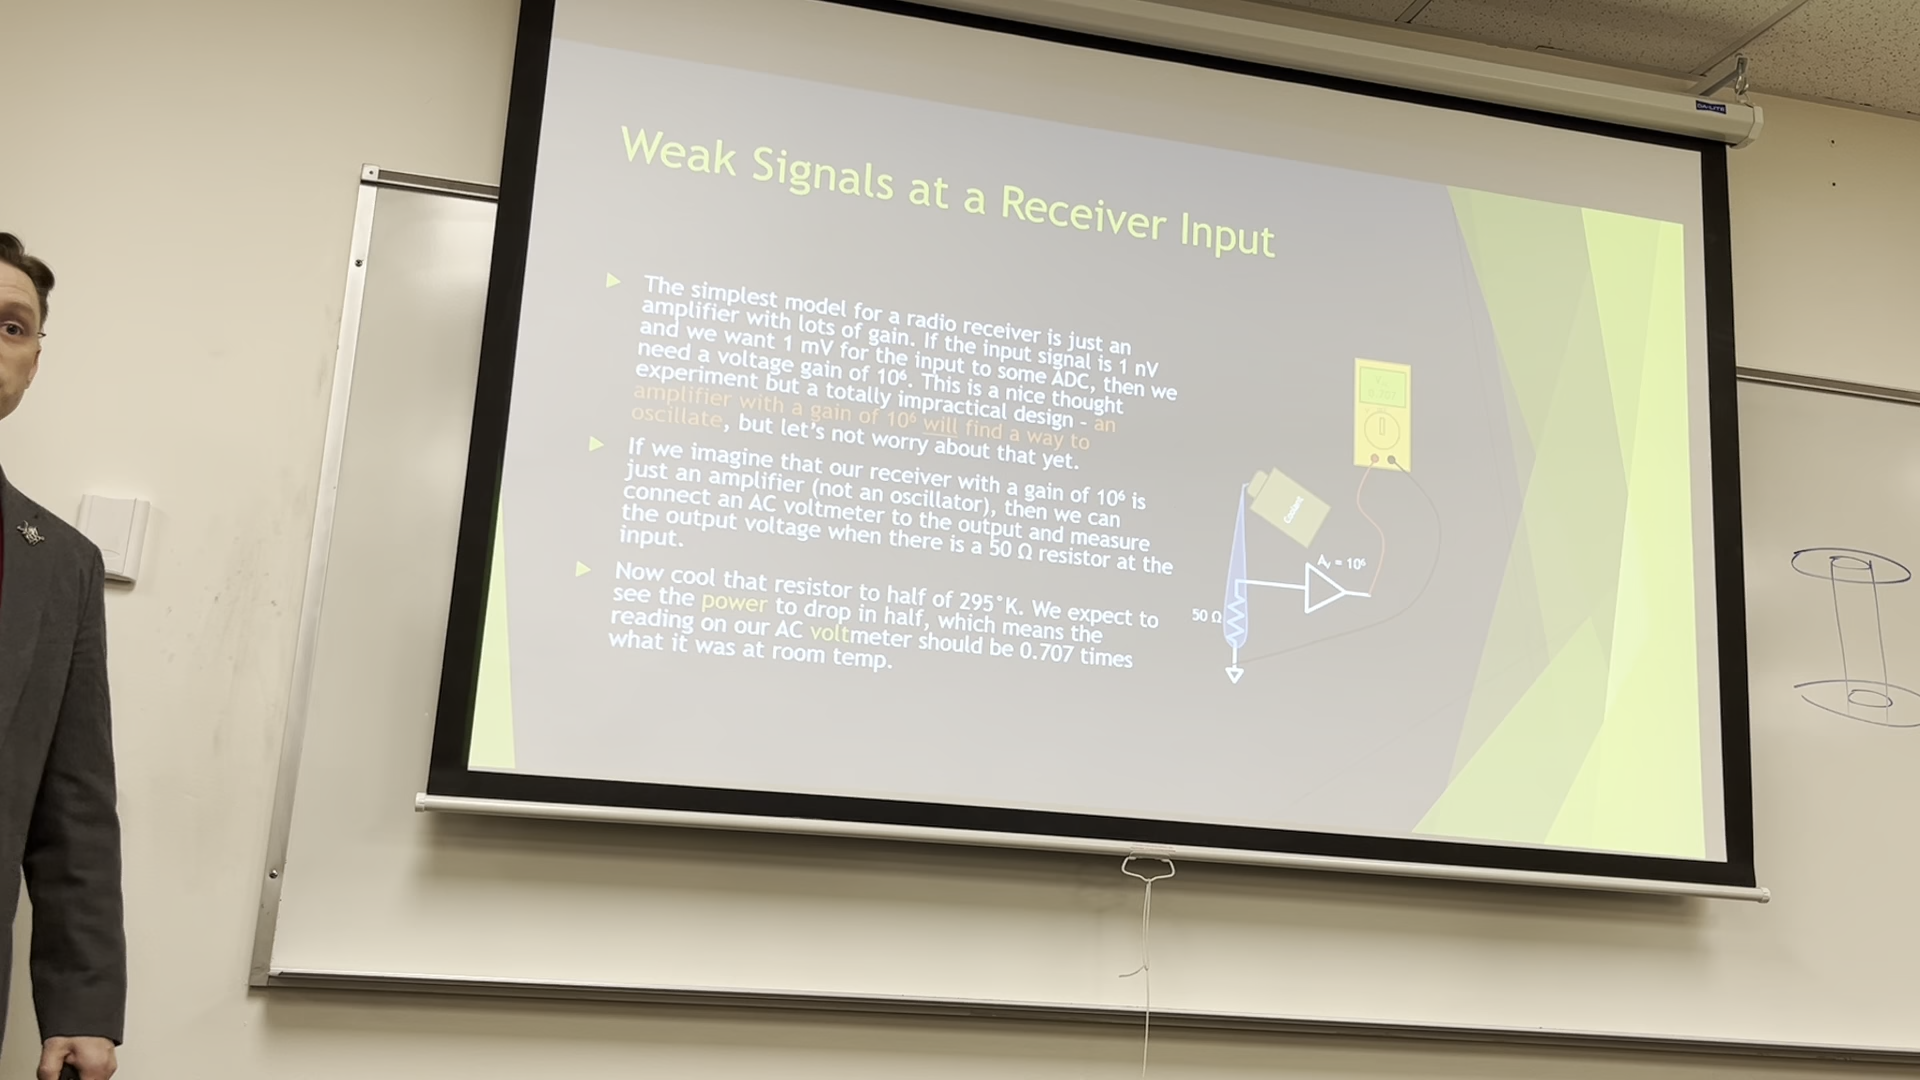 Weak Signals at a Receiver Input
The simplest model for a radio receiver is just an
amplifier with lots of gain. If the input signal is 1 nV
and we want 1 mV for the input to some ADC, then we
need a voltage gain of 10⁶. This is a nice thought
experiment but a totally impractical design - an
amplifier with a gain of 10⁶ will find a way to
oscillate, but let's not worry about that yet.
If we imagine that our receiver with a gain of 10⁶ is
just an amplifier (not an oscillator), then we can
connect an AC voltmeter to the output and measure
the output voltage when there is a 50 Ω resistor at the
input.
Now cool that resistor to half of 295°K. We expect to
see the power to drop in half, which means the
reading on our AC voltmeter should be 0.707 times
what it was at room temp.
0.707
Coolant
Aᵥ = 10⁶
50 Ω
DA-LITE